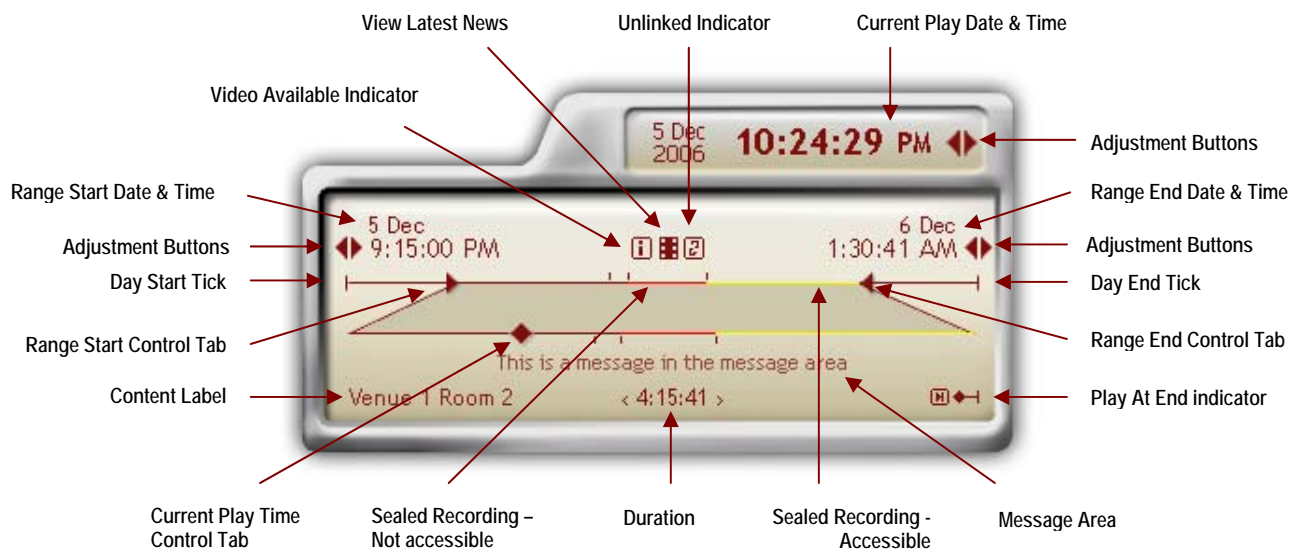 View Latest News
Unlinked Indicator
Current Play Date & Time
Video Available Indicator
5 Dec
2006
10:24:29 PM
Adjustment Buttons
Range Start Date & Time
Range End Date & Time
5 Dec
6 Dec
Adjustment Buttons
9:15:00 PM
1:30:41 AM
Adjustment Buttons
Day Start Tick
Day End Tick
Range Start Control Tab
Range End Control Tab
This is a message in the message area
Content Label
Venue 1 Room 2
< 4:15:41 >
Play At End indicator
Current Play Time
Control Tab
Sealed Recording –
Not accessible
Duration
Sealed Recording -
Accessible
Message Area